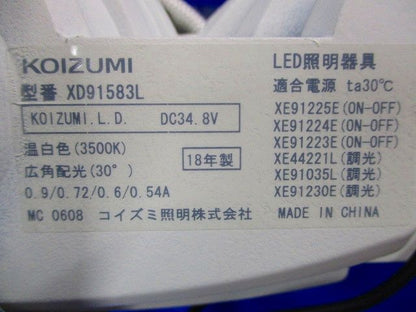 KOIZUMI
型番 XD91583L
KOIZUMI.L.D. DC34.8V
温白色(3500K)
広角配光(30°)
18年製
0.9/0.72/0.6/0.54A
MC 0608 コイズミ照明株式会社
LED照明器具
適合電源 ta30℃
XE91225E(ON-OFF)
XE91224E(ON-OFF)
XE91223E(ON-OFF)
XE44221L(調光)
XE91035L(調光)
XE91230E(調光)
MADE IN CHINA